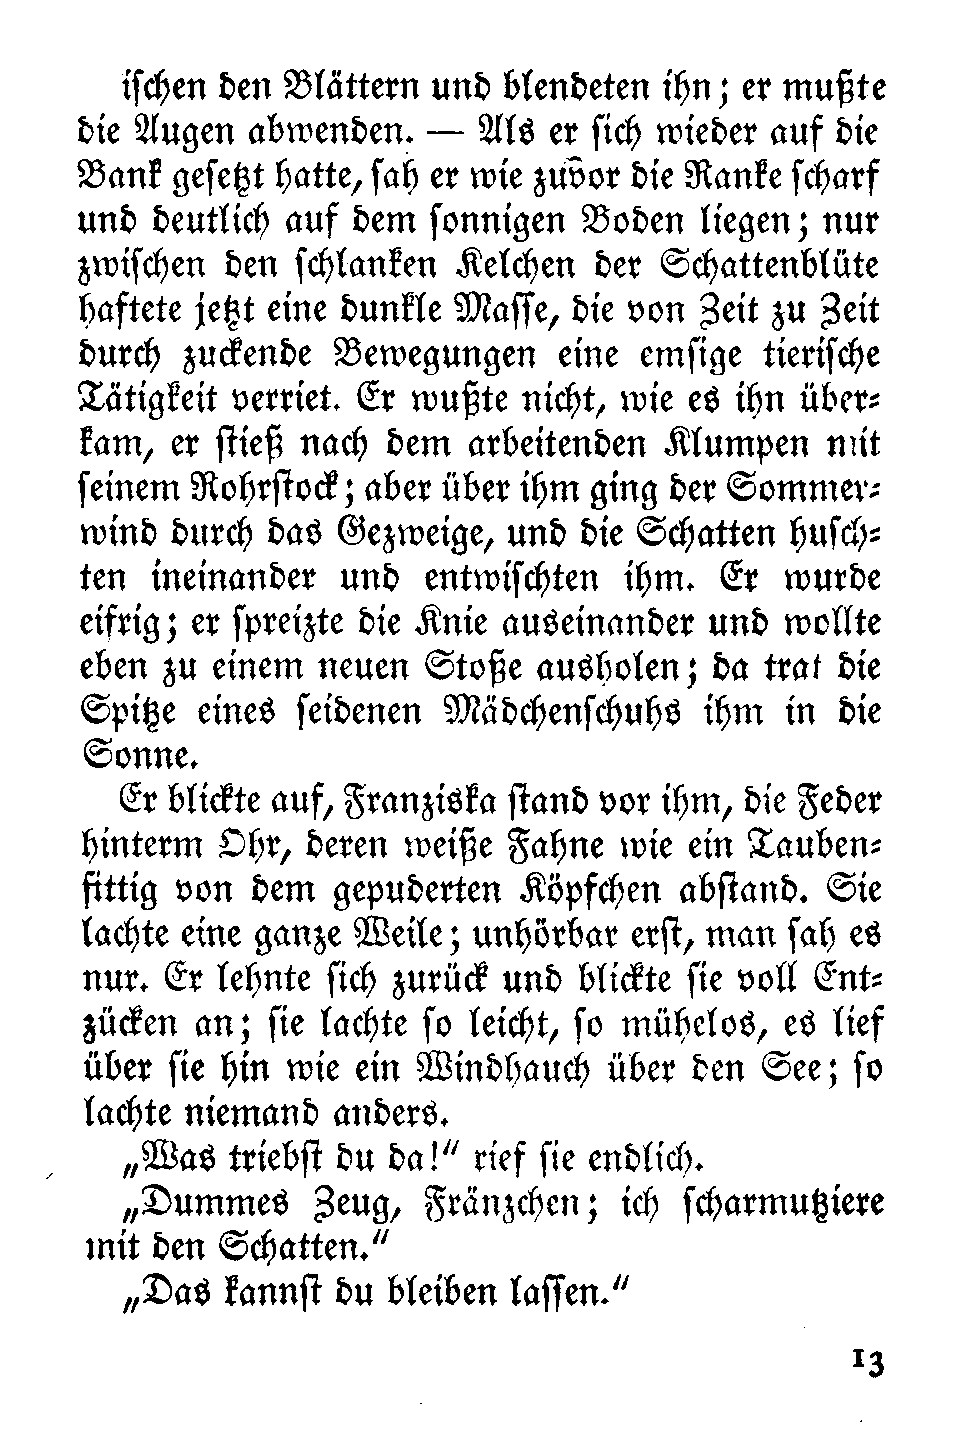 ischen den Blättern und blendeten ihn; er mußte
die Augen abwenden. — Als er sich wieder auf die
Bank gesetzt hatte, sah er wie zuvor die Ranke scharf
und deutlich auf dem sonnigen Boden liegen; nur
zwischen den schlanken Kelchen der Schattenblüte
haftete jetzt eine dunkle Masse, die von Zeit zu Zeit
durch zuckende Bewegungen eine emsige tierische
Tätigkeit verriet. Er wußte nicht, wie es ihn über-
kam, er stieß nach dem arbeitenden Klumpen mit
seinem Rohrstock; aber über ihm ging der Sommer-
wind durch das Gezweige, und die Schatten husch-
ten ineinander und entwischten ihm. Er wurde
eifrig; er spreizte die Knie auseinander und wollte
eben zu einem neuen Stoße ausholen; da trat die
Spitze eines seidenen Mädchenschuhs ihm in die
Sonne.
Er blickte auf, Franziska stand vor ihm, die Feder
hinterm Ohr, deren weiße Fahne wie ein Tauben-
fittig von dem gepuderten Köpfchen abstand. Sie
lachte eine ganze Weile; unhörbar erst, man sah es
nur. Er lehnte sich zurück und blickte sie voll Ent-
zücken an; sie lachte so leicht, so mühelos, es lief
über sie hin wie ein Windhauch über den See; so
lachte niemand anders.
„Was triebst du da!" rief sie endlich.
„Dummes Zeug, Fränzchen; ich scharmutziere
mit den Schatten."
„Das kannst du bleiben lassen."
13